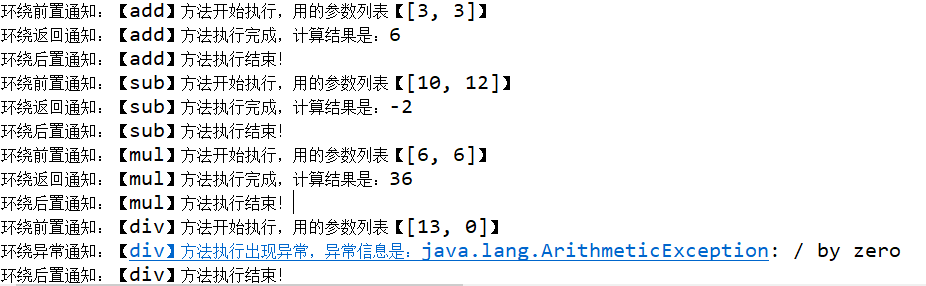 环绕前置通知：【add】方法开始执行，用的参数列表【[3, 3]】
环绕返回通知：【add】方法执行完成，计算结果是：6
环绕后置通知：【add】方法执行结束！
环绕前置通知：【sub】方法开始执行，用的参数列表【[10, 12]】
环绕返回通知：【sub】方法执行完成，计算结果是：-2
环绕后置通知：【sub】方法执行结束！
环绕前置通知：【mul】方法开始执行，用的参数列表【[6, 6]】
环绕返回通知：【mul】方法执行完成，计算结果是：36
环绕后置通知：【mul】方法执行结束！
环绕前置通知：【div】方法开始执行，用的参数列表【[13, 0]】
环绕异常通知：【div】方法执行出现异常，异常信息是：java.lang.ArithmeticException: / by zero
环绕后置通知：【div】方法执行结束！